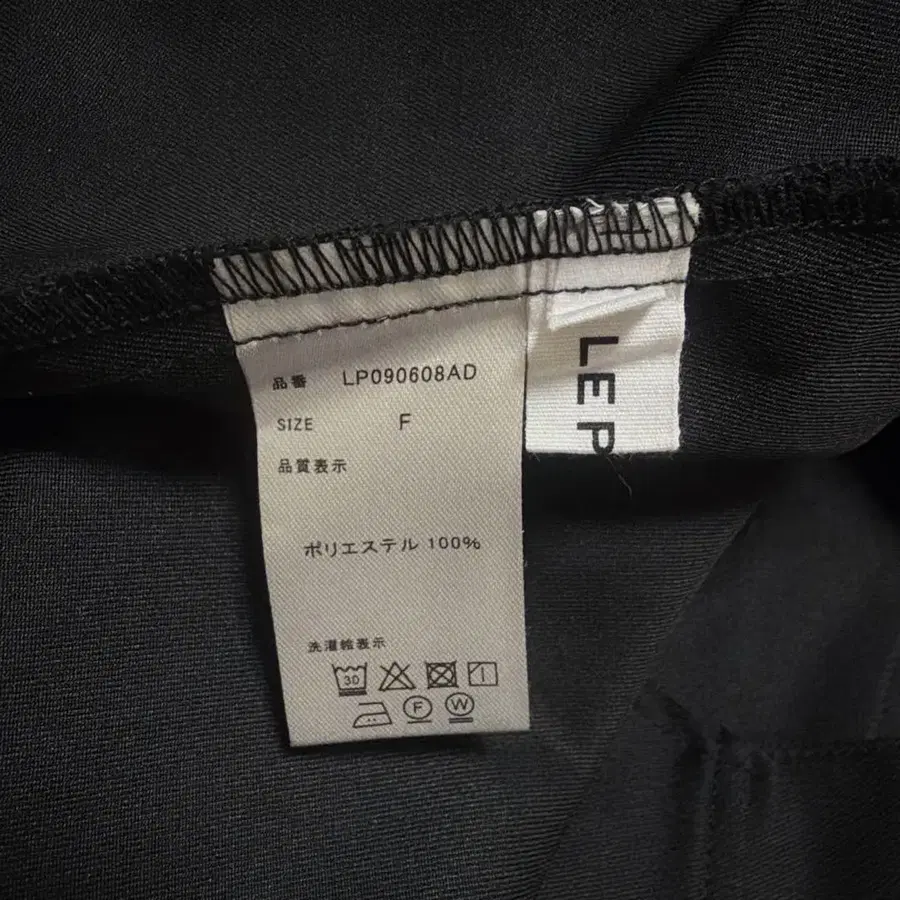 品番 LP090608AD
SIZE F
品質表示
ポリエステル 100%
洗濯絵表示
30
F W
LEP